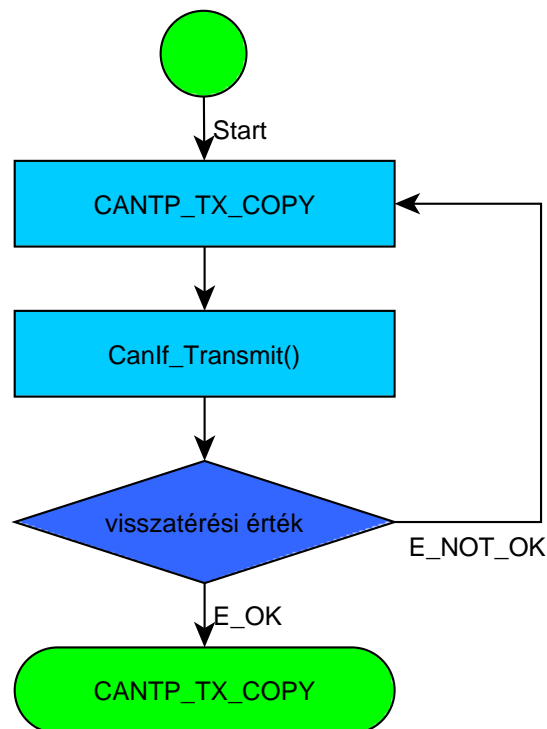 Start
CANTP_TX_COPY
CanIf_Transmit()
visszatérési érték
E_NOT_OK
E_OK
CANTP_TX_COPY